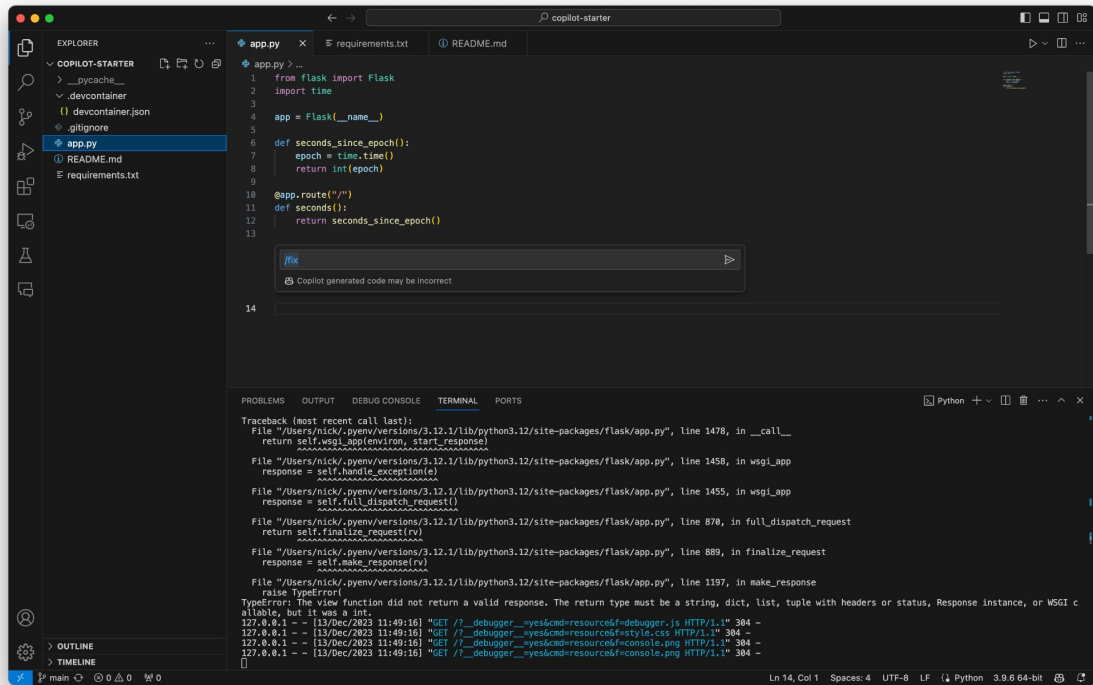 copilot-starter
EXPLORER
COPILOT-STARTER
__pycache__
.devcontainer
{} devcontainer.json
.gitignore
app.py
README.md
requirements.txt
OUTLINE
TIMELINE
app.py
requirements.txt
README.md
app.py > ...
1 from flask import Flask
2 import time
3
4 app = Flask(__name__)
5
6 def seconds_since_epoch():
7 epoch = time.time()
8 return int(epoch)
9
10 @app.route("/")
11 def seconds():
12 return seconds_since_epoch()
13
/fix
Copilot generated code may be incorrect
14
PROBLEMS OUTPUT DEBUG CONSOLE TERMINAL PORTS
Python
Traceback (most recent call last):
File "/Users/nick/.pyenv/versions/3.12.1/lib/python3.12/site-packages/flask/app.py", line 1478, in __call__
return self.wsgi_app(environ, start_response)
^^^^^^^^^^^^^^^^^^^^^^^^^^^^^^^^^^^^^^
File "/Users/nick/.pyenv/versions/3.12.1/lib/python3.12/site-packages/flask/app.py", line 1458, in wsgi_app
response = self.handle_exception(e)
^^^^^^^^^^^^^^^^^^^^^^^^
File "/Users/nick/.pyenv/versions/3.12.1/lib/python3.12/site-packages/flask/app.py", line 1455, in wsgi_app
response = self.full_dispatch_request()
^^^^^^^^^^^^^^^^^^^^^^^^^^^^
File "/Users/nick/.pyenv/versions/3.12.1/lib/python3.12/site-packages/flask/app.py", line 870, in full_dispatch_request
return self.finalize_request(rv)
^^^^^^^^^^^^^^^^^^^^^^^^^
File "/Users/nick/.pyenv/versions/3.12.1/lib/python3.12/site-packages/flask/app.py", line 889, in finalize_request
response = self.make_response(rv)
^^^^^^^^^^^^^^^^^^^^^^
File "/Users/nick/.pyenv/versions/3.12.1/lib/python3.12/site-packages/flask/app.py", line 1197, in make_response
raise TypeError(
TypeError: The view function did not return a valid response. The return type must be a string, dict, list, tuple with headers or status, Response instance, or WSGI c
allable, but it was a int.
127.0.0.1 - - [13/Dec/2023 11:49:16] "GET /?__debugger__=yes&cmd=resource&f=debugger.js HTTP/1.1" 304 -
127.0.0.1 - - [13/Dec/2023 11:49:16] "GET /?__debugger__=yes&cmd=resource&f=style.css HTTP/1.1" 304 -
127.0.0.1 - - [13/Dec/2023 11:49:16] "GET /?__debugger__=yes&cmd=resource&f=console.png HTTP/1.1" 304 -
127.0.0.1 - - [13/Dec/2023 11:49:16] "GET /?__debugger__=yes&cmd=resource&f=console.png HTTP/1.1" 304 -
main 0 0 0 Ln 14, Col 1 Spaces: 4 UTF-8 LF Python 3.9.6 64-bit